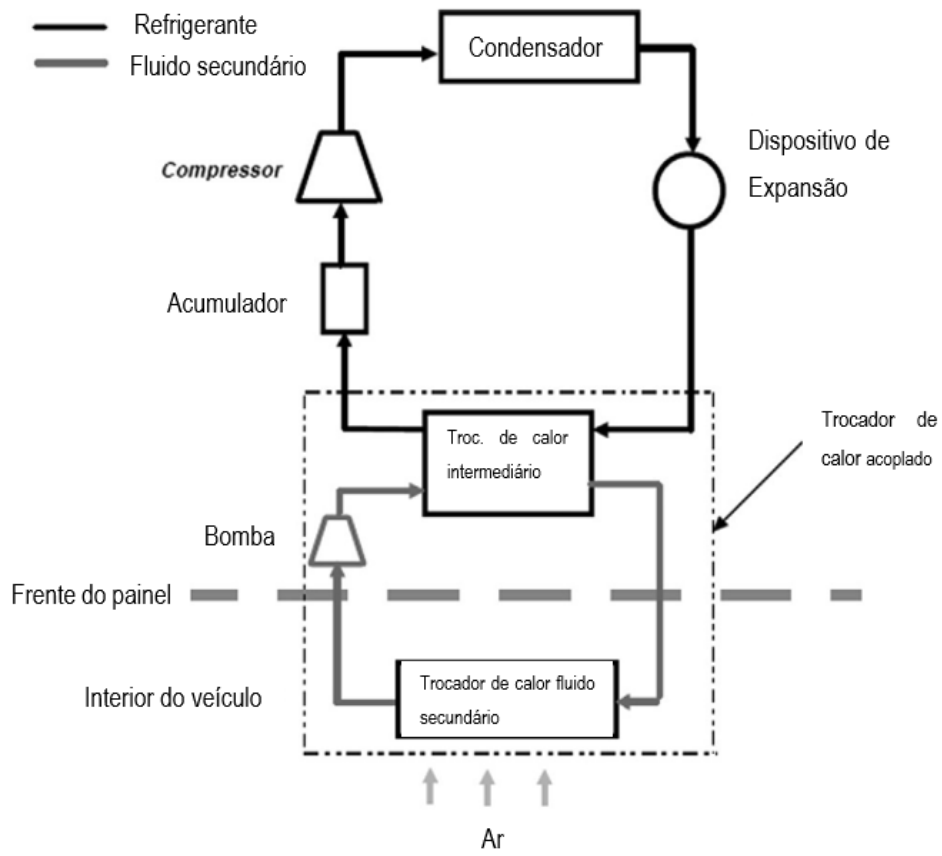 Refrigerante
Fluido secundário
Condensador
Dispositivo de
Expansão
Compressor
Acumulador
Troc. de calor
intermediário
Trocador de
calor acoplado
Bomba
Frente do painel
Interior do veículo
Trocador de calor fluido
secundário
Ar